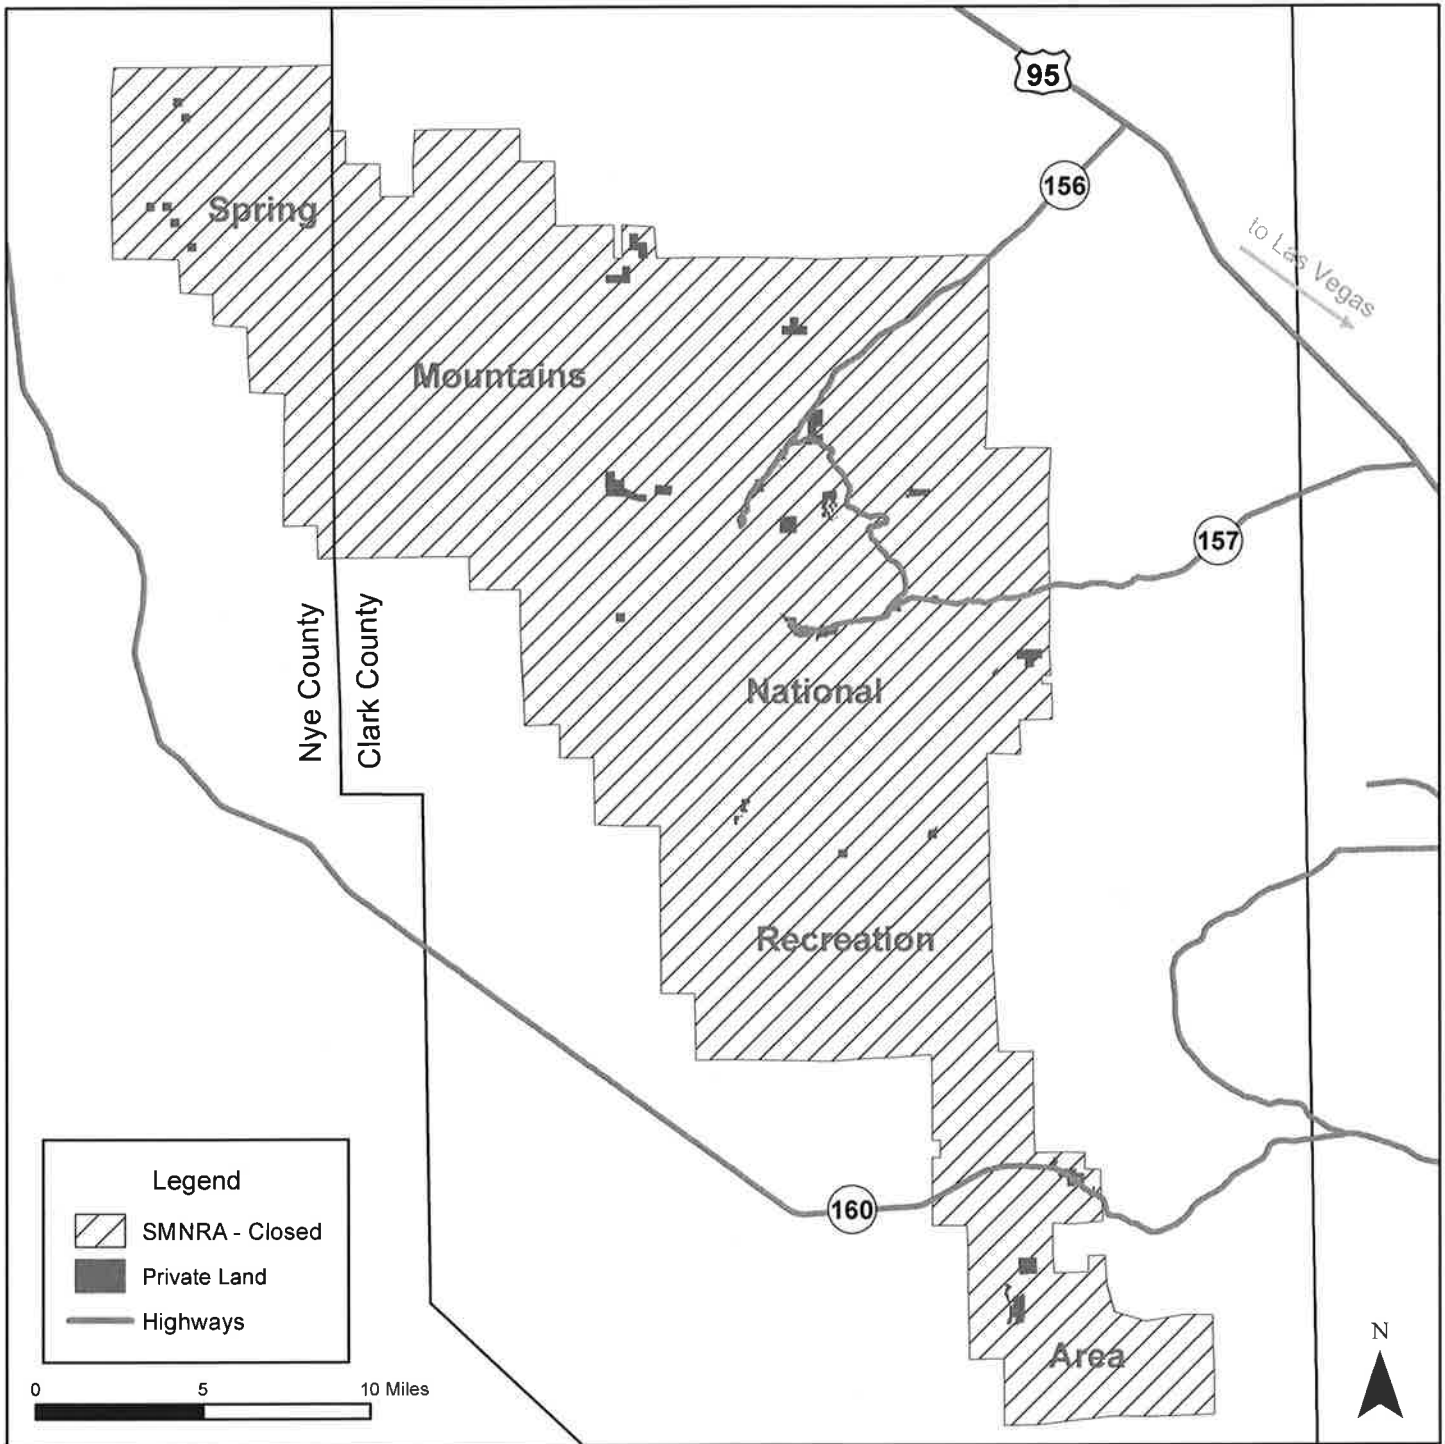 95
156
to Las Vegas
Spring
Mountains
157
Nye County
Clark County
National
Recreation
160
Area
Legend
SMNRA - Closed
Private Land
Highways
0 5 10 Miles
N